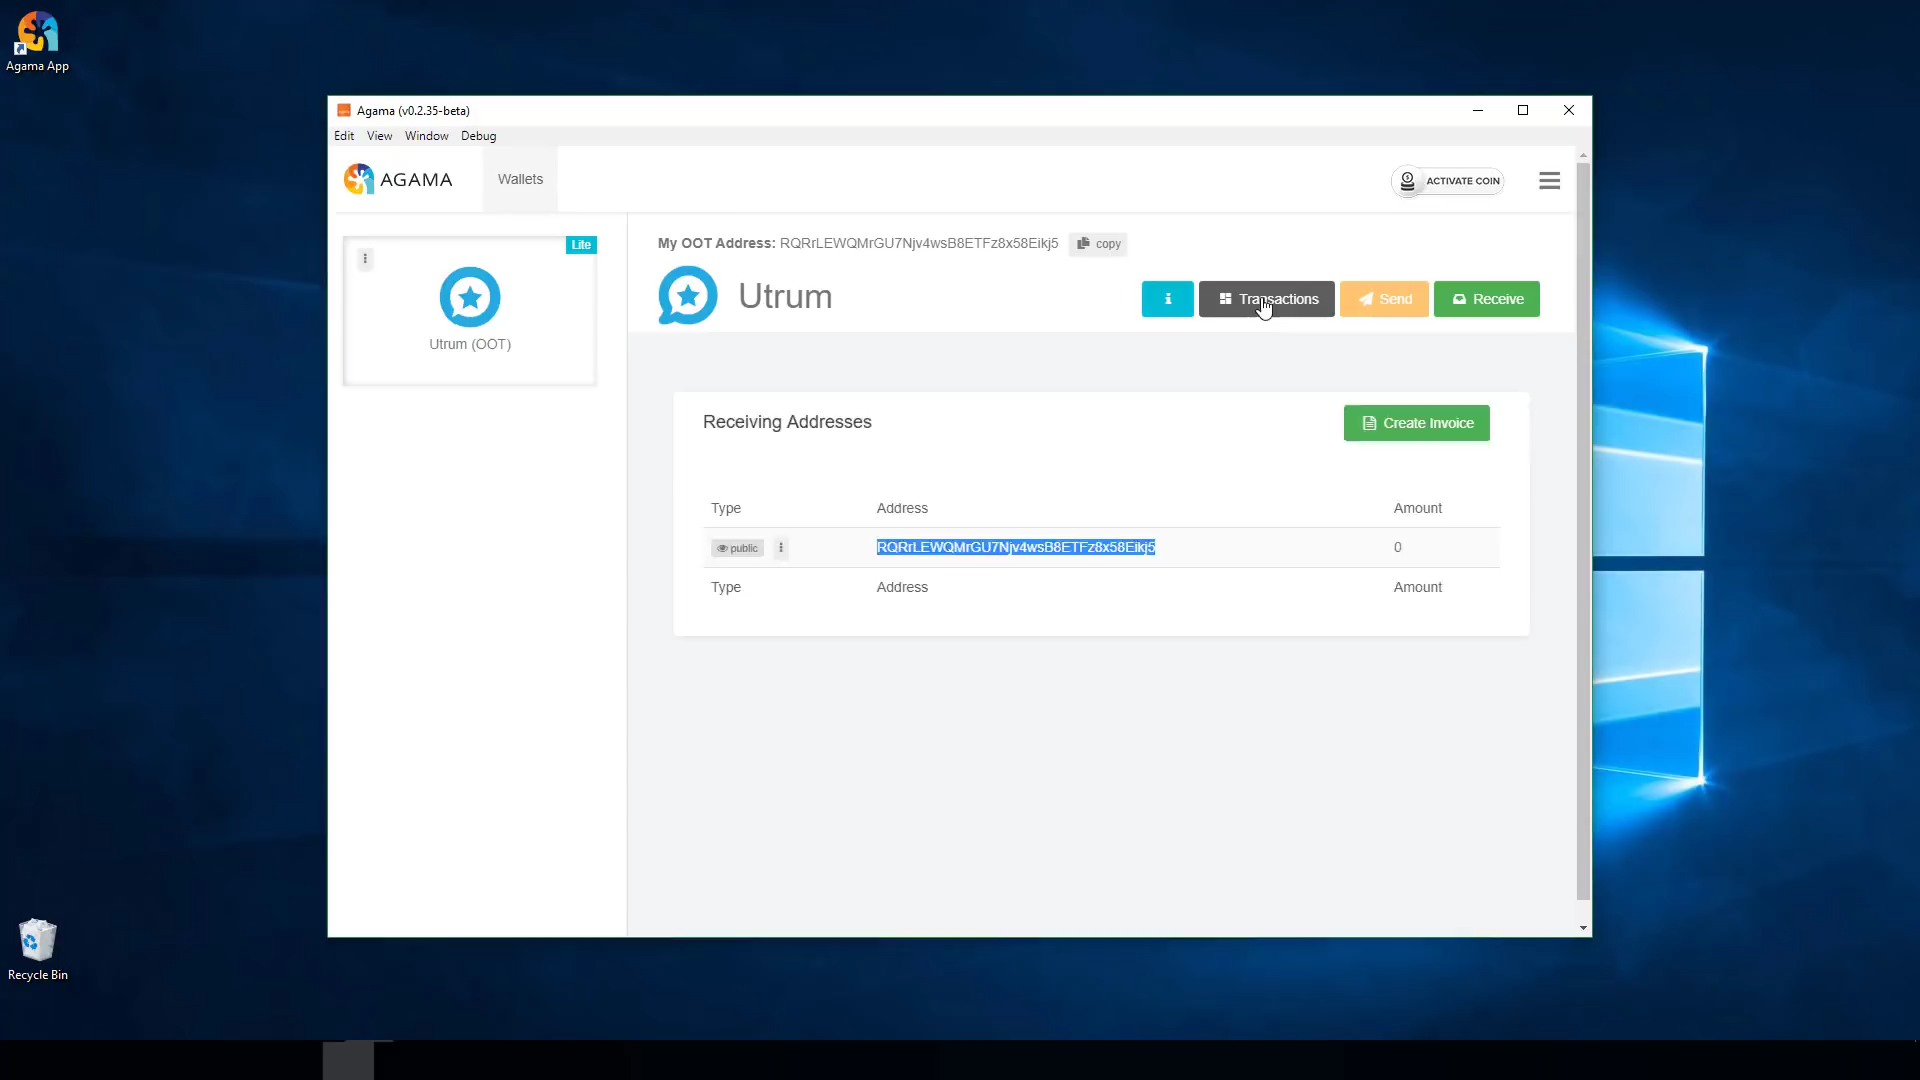 Agama App
Agama (v0.2.35-beta)
Edit View Window Debug
AGAMA
Wallets
ACTIVATE COIN
Lite
Utrum (OOT)
My OOT Address: RQRrLEWQMrGU7Njv4wsB8ETFz8x58Eikj5
copy
Utrum
i
Transactions
Send
Receive
Receiving Addresses
Create Invoice
Type Address Amount
public RQRrLEWQMrGU7Njv4wsB8ETFz8x58Eikj5 0
Type Address Amount
Recycle Bin